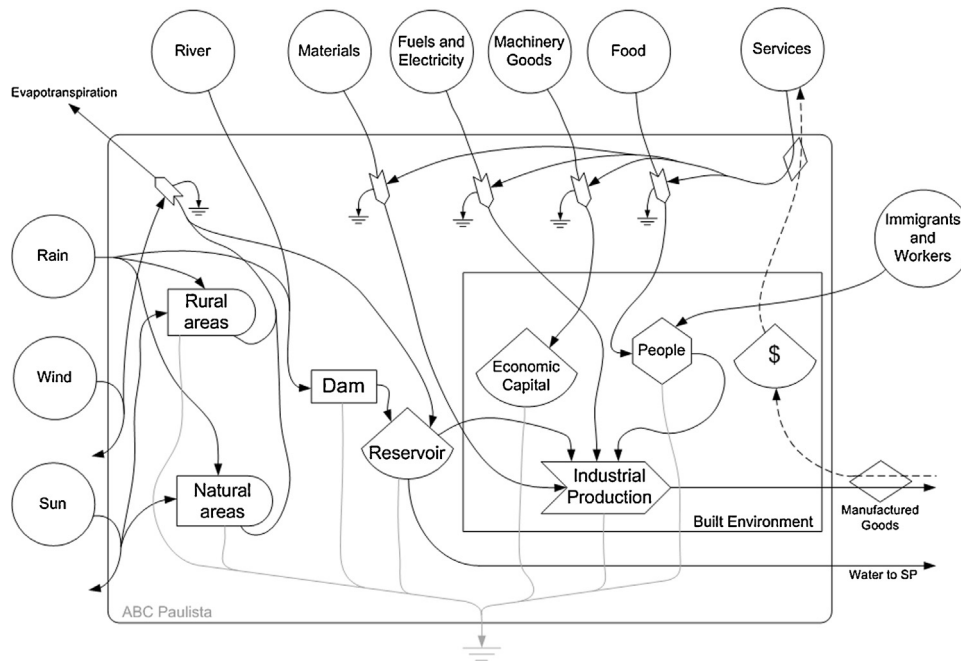 River
Materials
Fuels and
Electricity
Machinery
Goods
Food
Services
Evapotranspiration
Immigrants
and
Workers
Rain
Rural
areas
Wind
Dam
Economic
Capital
People
$
Reservoir
Sun
Natural
areas
Industrial
Production
Built Environment
Manufactured
Goods
Water to SP
ABC Paulista